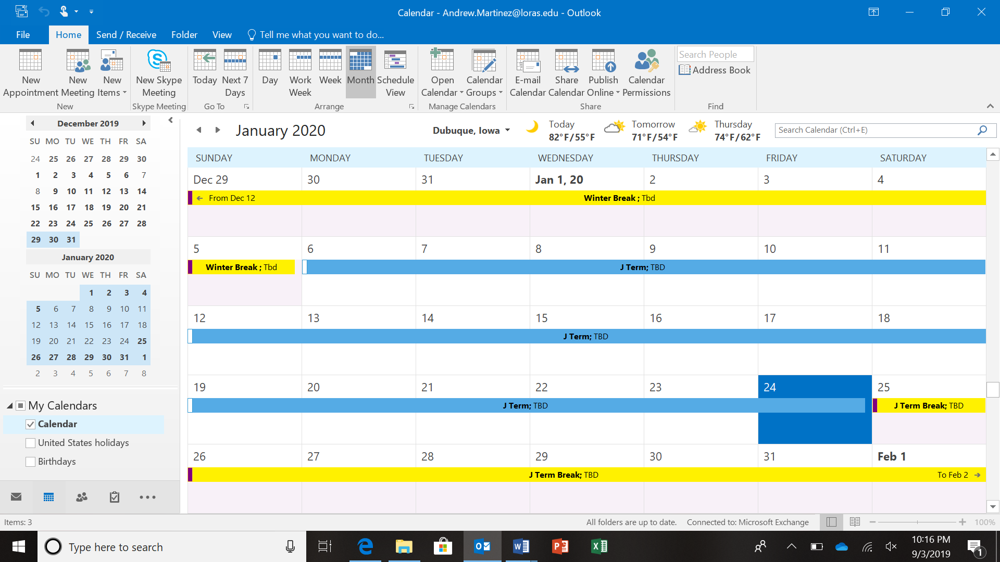 Calendar - Andrew.Martinez@loras.edu - Outlook
File Home Send / Receive Folder View Tell me what you want to do...
New Appointment
New Meeting
New Items
New
New Skype Meeting
Skype Meeting
Today
Next 7 Days
Go To
Day
Work Week
Week
Month
Schedule View
Arrange
Open Calendar
Calendar Groups
Manage Calendars
E-mail Calendar
Share Calendar
Publish Online
Calendar Permissions
Share
Search People
Address Book
Find
December 2019
SU MO TU WE TH FR SA
24 25 26 27 28 29 30
1 2 3 4 5 6 7
8 9 10 11 12 13 14
15 16 17 18 19 20 21
22 23 24 25 26 27 28
29 30 31
January 2020
SU MO TU WE TH FR SA
1 2 3 4
5 6 7 8 9 10 11
12 13 14 15 16 17 18
19 20 21 22 23 24 25
26 27 28 29 30 31 1
2 3 4 5 6 7 8
My Calendars
Calendar
United States holidays
Birthdays
January 2020
Dubuque, Iowa
Today
82°F/55°F
Tomorrow
71°F/54°F
Thursday
74°F/62°F
Search Calendar (Ctrl+E)
SUNDAY MONDAY TUESDAY WEDNESDAY THURSDAY FRIDAY SATURDAY
Dec 29 30 31 Jan 1, 20 2 3 4
From Dec 12 Winter Break ; Tbd
5 6 7 8 9 10 11
Winter Break ; Tbd J Term; TBD
12 13 14 15 16 17 18
J Term; TBD
19 20 21 22 23 24 25
J Term; TBD J Term Break; TBD
26 27 28 29 30 31 Feb 1
J Term Break; TBD To Feb 2
Items: 3 All folders are up to date. Connected to: Microsoft Exchange 100%
Type here to search
10:16 PM
9/3/2019
1